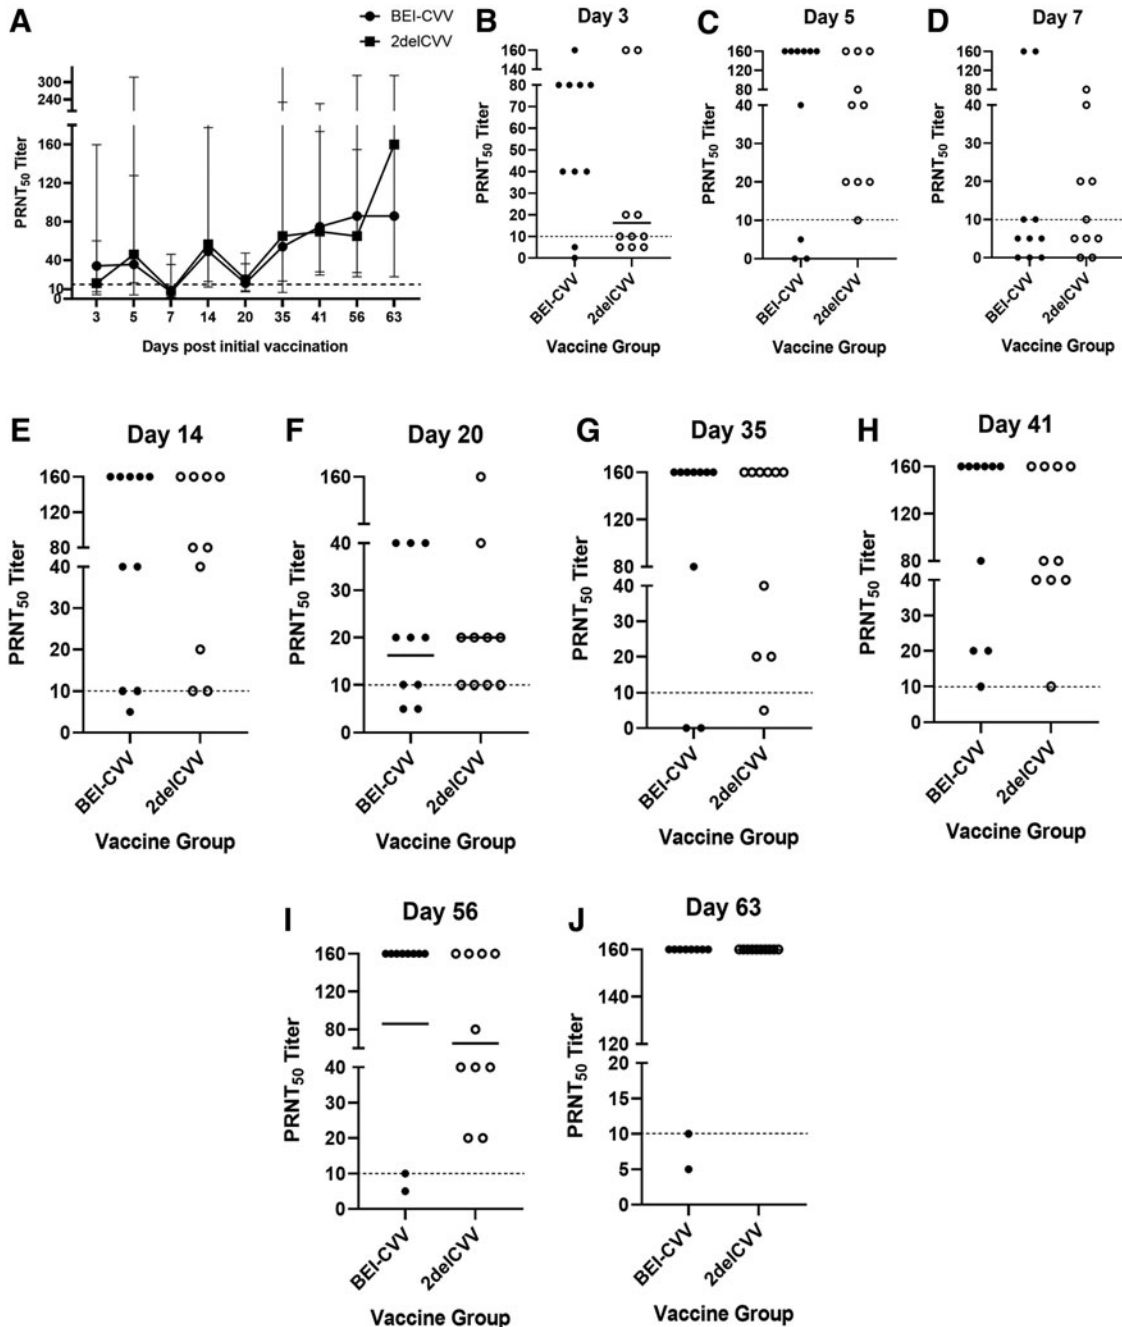 A
BEI-CVV
2delCVV
PRNT50 Titer
300
240
160
120
80
40
10
0
3 5 7 14 20 35 41 56 63
Days post initial vaccination
B
Day 3
PRNT50 Titer
160
140
80
70
60
50
40
30
20
10
0
BEI-CVV
2delCVV
Vaccine Group
C
Day 5
PRNT50 Titer
160
120
80
40
30
20
10
0
BEI-CVV
2delCVV
Vaccine Group
D
Day 7
PRNT50 Titer
160
120
80
40
30
20
10
0
BEI-CVV
2delCVV
Vaccine Group
E
Day 14
PRNT50 Titer
160
120
80
40
30
20
10
0
BEI-CVV
2delCVV
Vaccine Group
F
Day 20
PRNT50 Titer
160
40
30
20
10
0
BEI-CVV
2delCVV
Vaccine Group
G
Day 35
PRNT50 Titer
160
120
80
40
30
20
10
0
BEI-CVV
2delCVV
Vaccine Group
H
Day 41
PRNT50 Titer
160
120
80
40
30
20
10
0
BEI-CVV
2delCVV
Vaccine Group
I
Day 56
PRNT50 Titer
160
120
80
40
30
20
10
0
BEI-CVV
2delCVV
Vaccine Group
J
Day 63
PRNT50 Titer
160
140
120
20
15
10
5
0
BEI-CVV
2delCVV
Vaccine Group